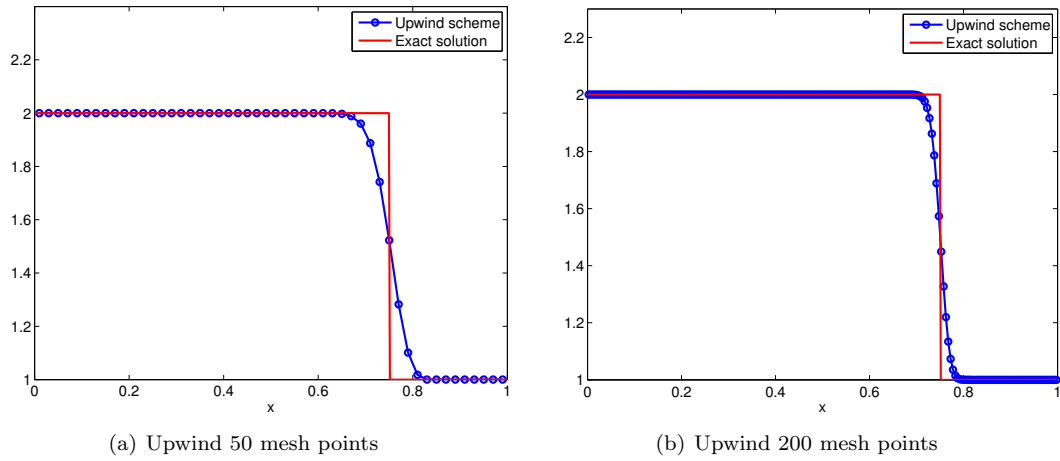 Upwind scheme
Exact solution
2.2
2
1.8
1.6
1.4
1.2
1
0 0.2 0.4 0.6 0.8 1
x
(a) Upwind 50 mesh points
Upwind scheme
Exact solution
2.2
2
1.8
1.6
1.4
1.2
1
0 0.2 0.4 0.6 0.8 1
x
(b) Upwind 200 mesh points